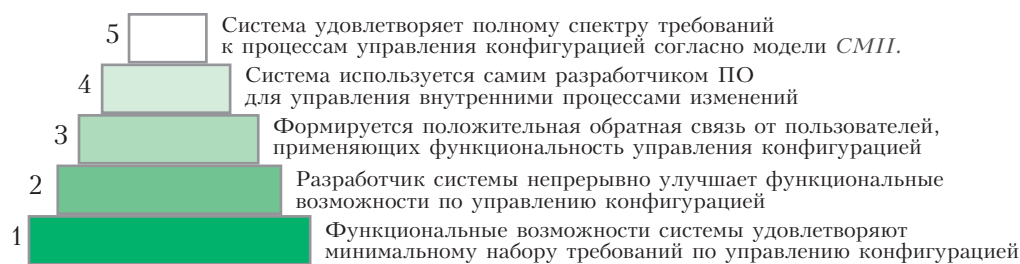 5 Система удовлетворяет полному спектру требований
к процессам управления конфигурацией согласно модели CMII.
4 Система используется самим разработчиком ПО
для управления внутренними процессами изменений
3 Формируется положительная обратная связь от пользователей,
применяющих функциональность управления конфигурацией
2 Разработчик системы непрерывно улучшает функциональные
возможности по управлению конфигурацией
1 Функциональные возможности системы удовлетворяют
минимальному набору требований по управлению конфигурацией